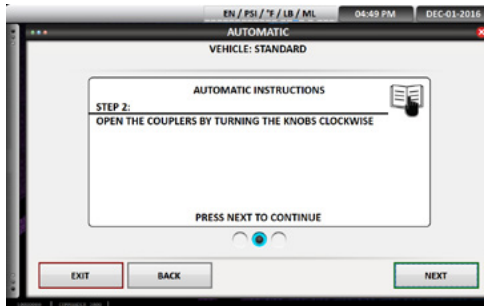 EN / PSI / °F / LB / ML
04:49 PM
DEC-01-2016
AUTOMATIC
VEHICLE: STANDARD
AUTOMATIC INSTRUCTIONS
STEP 2:
OPEN THE COUPLERS BY TURNING THE KNOBS CLOCKWISE
PRESS NEXT TO CONTINUE
EXIT
BACK
NEXT